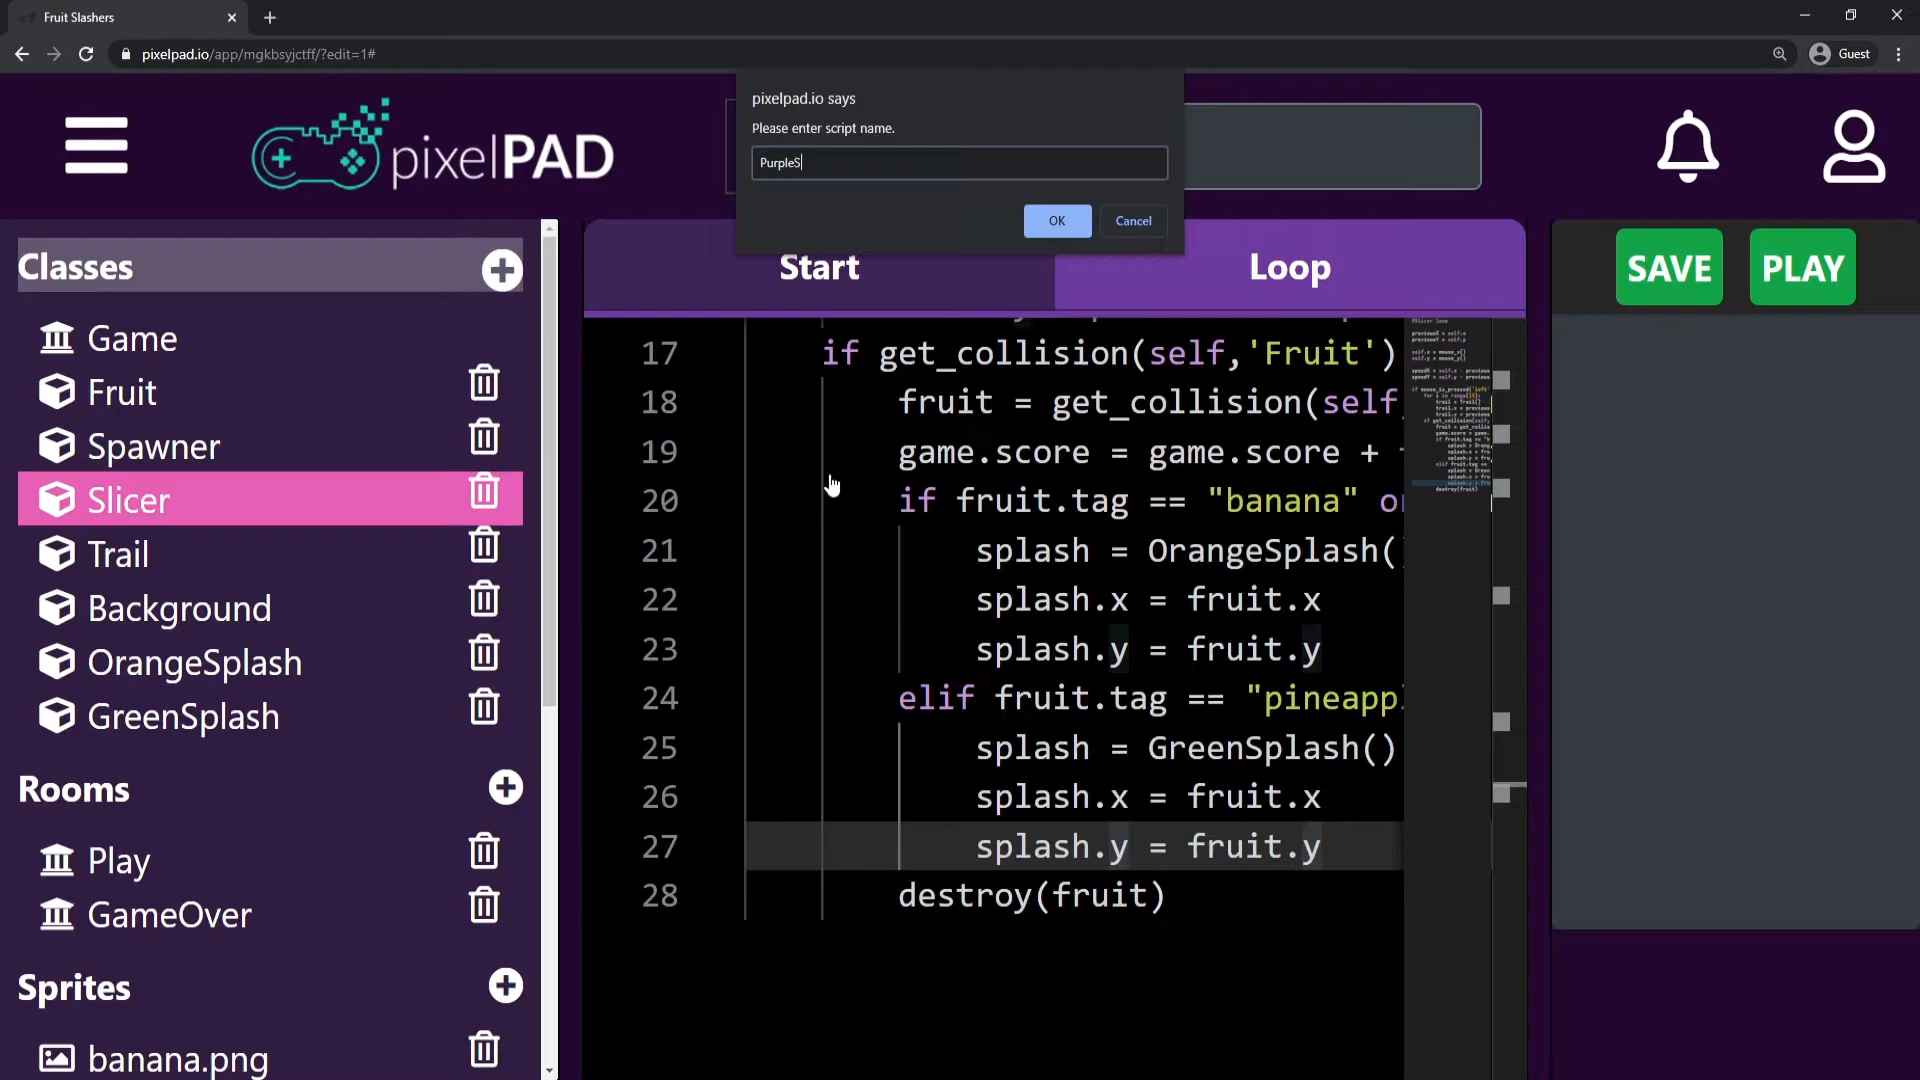 Fruit Slashers
pixelpad.io/app/mgkbsyjctff/?edit=1#
Guest
pixelpad.io says
Please enter script name.
PurpleS
OK
Cancel
pixelPAD
Classes
Game
Fruit
Spawner
Slicer
Trail
Background
OrangeSplash
GreenSplash
Rooms
Play
GameOver
Sprites
banana.png
Start
Loop
17 if get_collision(self,'Fruit')
18 fruit = get_collision(self
19 game.score = game.score +
20 if fruit.tag == "banana" or
21 splash = OrangeSplash()
22 splash.x = fruit.x
23 splash.y = fruit.y
24 elif fruit.tag == "pineappl
25 splash = GreenSplash()
26 splash.x = fruit.x
27 splash.y = fruit.y
28 destroy(fruit)
SAVE
PLAY